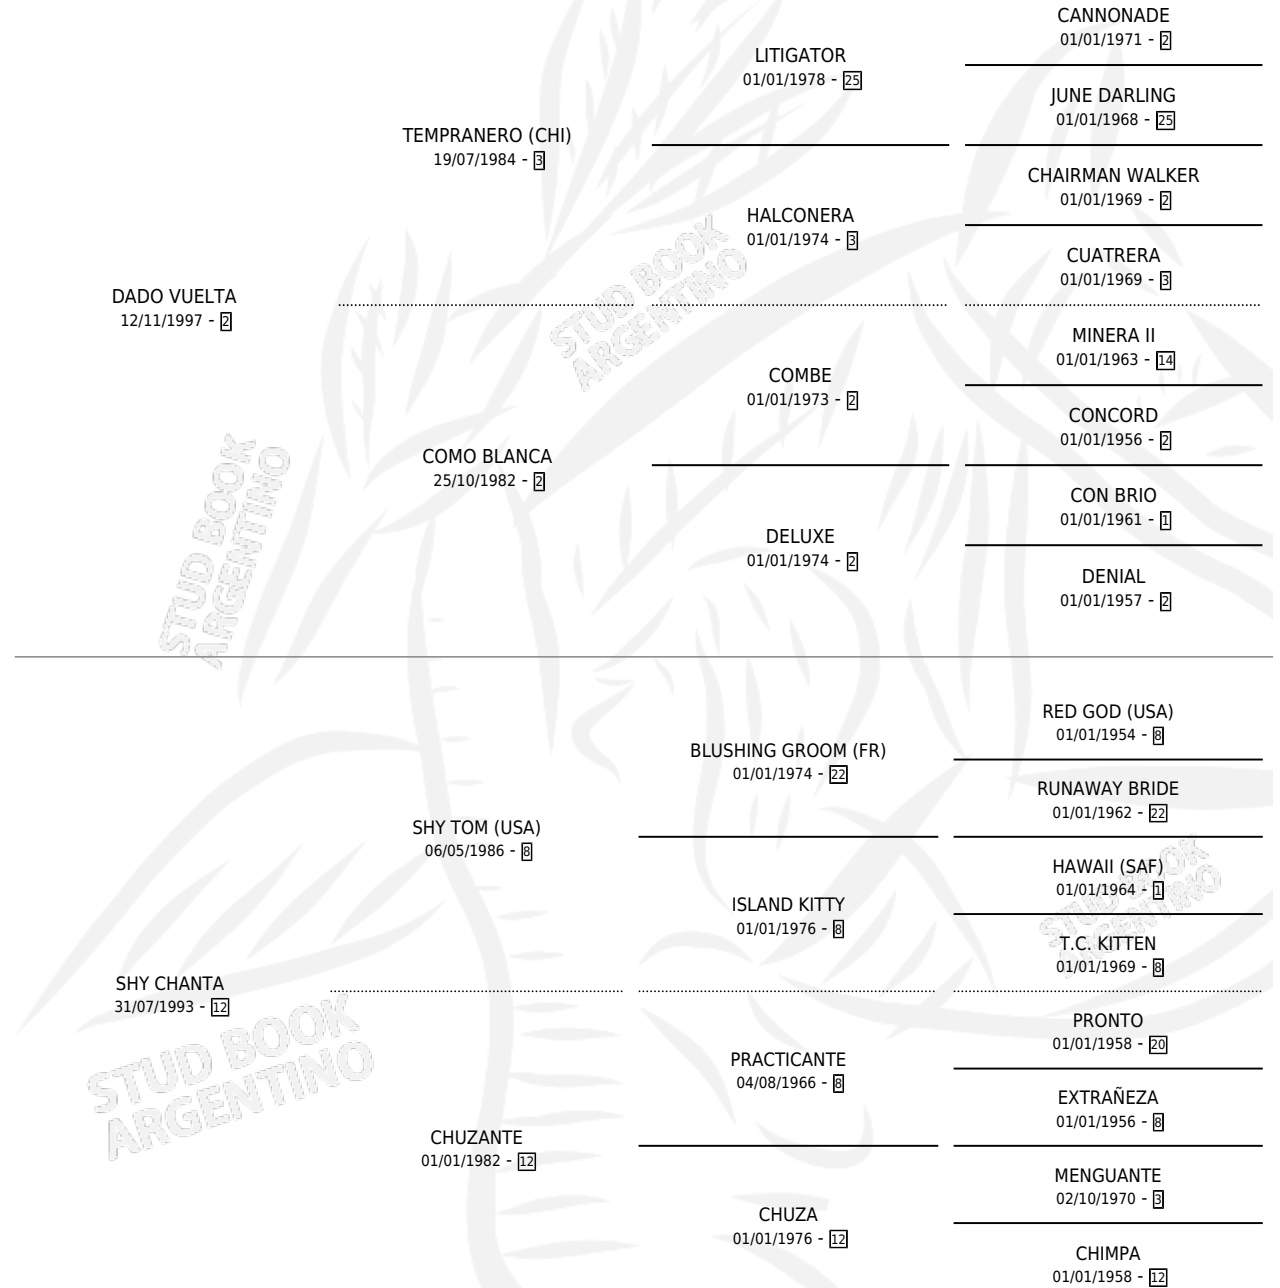 CANNONADE
01/01/1971 - 2
LITIGATOR
01/01/1978 - 25
JUNE DARLING
01/01/1968 - 25
TEMPRANERO (CHI)
19/07/1984 - 3
CHAIRMAN WALKER
01/01/1969 - 2
HALCONERA
01/01/1974 - 3
CUATRERA
01/01/1969 - 3
DADO VUELTA
12/11/1997 - 2
STUD BOOK
ARGENTINO
MINERA II
01/01/1963 - 14
COMBE
01/01/1973 - 2
CONCORD
01/01/1956 - 2
COMO BLANCA
25/10/1982 - 2
CON BRIO
01/01/1961 - 1
DELUXE
01/01/1974 - 2
DENIAL
01/01/1957 - 2
STUD BOOK
ARGENTINO
RED GOD (USA)
01/01/1954 - 8
BLUSHING GROOM (FR)
01/01/1974 - 22
RUNAWAY BRIDE
01/01/1962 - 22
SHY TOM (USA)
06/05/1986 - 8
HAWAII (SAF)
01/01/1964 - 1
ISLAND KITTY
01/01/1976 - 8
STUD BOOK
ARGENTINO
T.C. KITTEN
01/01/1969 - 8
SHY CHANTA
31/07/1993 - 12
PRONTO
01/01/1958 - 20
PRACTICANTE
04/08/1966 - 8
EXTRAÑEZA
01/01/1956 - 8
STUD BOOK
ARGENTINO
CHUZANTE
01/01/1982 - 12
MENGUANTE
02/10/1970 - 3
CHUZA
01/01/1976 - 12
CHIMPA
01/01/1958 - 12